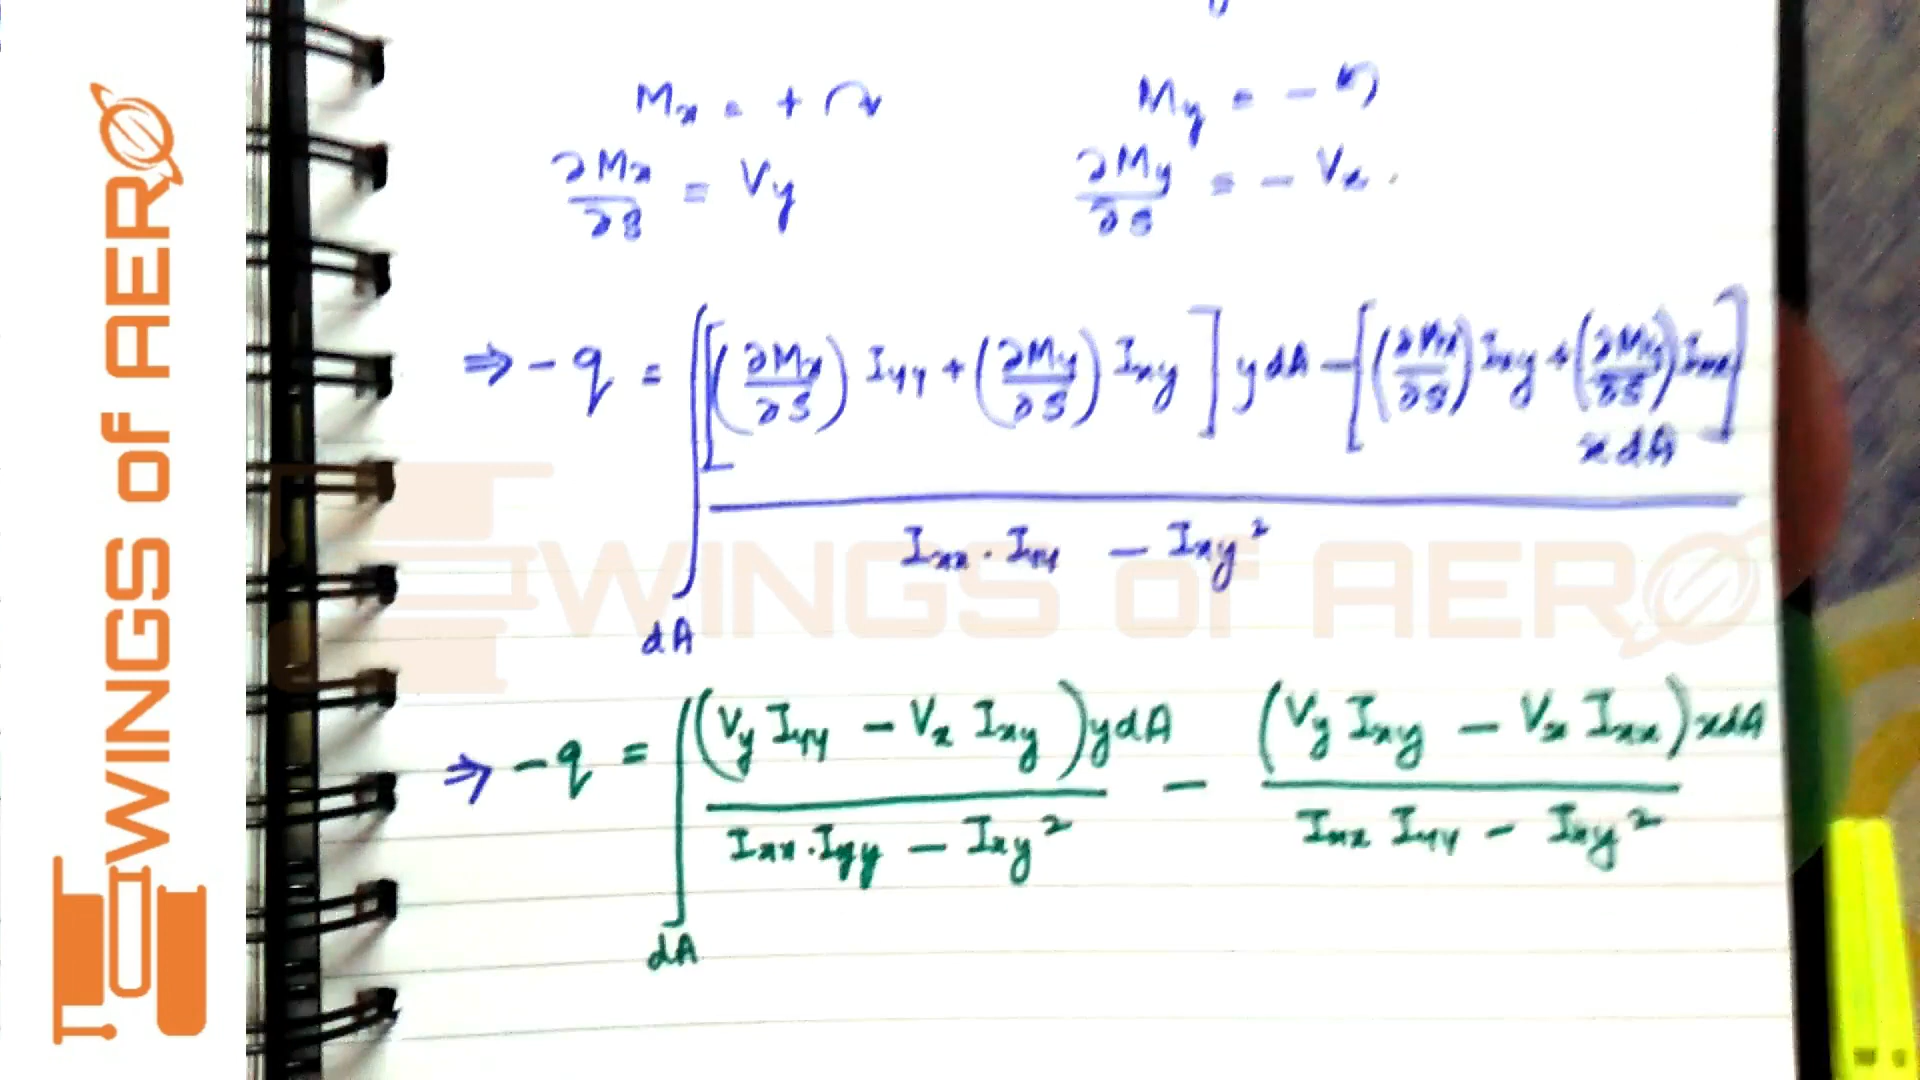 WINGS of AERO
Mx = + ↷ My = - ↶
∂Mx/∂s = Vy ∂My/∂s = - Vx .
⇒ - q = ∫dA [(∂Mx/∂s) Iyy + (∂My/∂s) Ixy] y dA - [(∂Mx/∂s) Ixy + (∂My/∂s) Ixx] x dA / Ixx . Iyy - Ixy²
WINGS of AERO
⇒ - q = ∫dA (Vy Iyy - Vx Ixy) y dA / Ixx . Iyy - Ixy² - (Vy Ixy - Vx Ixx) x dA / Ixx Iyy - Ixy²